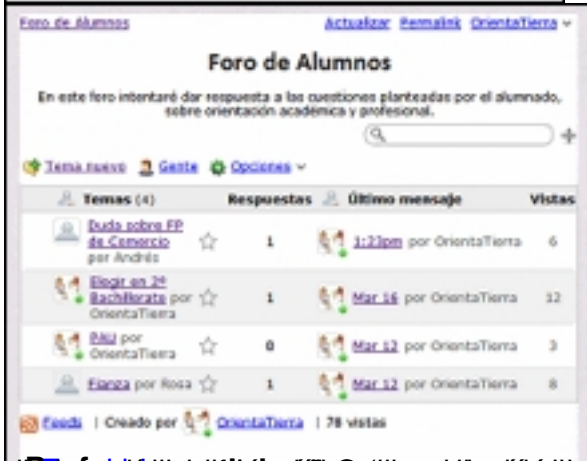 Foro de Alumnos Actualizar Permalink OrientaTierra
Foro de Alumnos
En este foro intentaré dar respuesta a las cuestiones planteadas por el alumnado,
sobre orientación académica y profesional.
Tema nuevo Gente Opciones
Temas (4) Respuestas Último mensaje Vistas
Duda sobre FP
de Comercio
por Andrés
1 1:23pm por OrientaTierra 6
Elegir en 2º
Bachillerato por
OrientaTierra
1 Mar 16 por OrientaTierra 12
PAU por
OrientaTierra
0 Mar 12 por OrientaTierra 3
Fianza por Rosa 1 Mar 12 por OrientaTierra 8
Feeds | Creado por OrientaTierra | 78 vistas